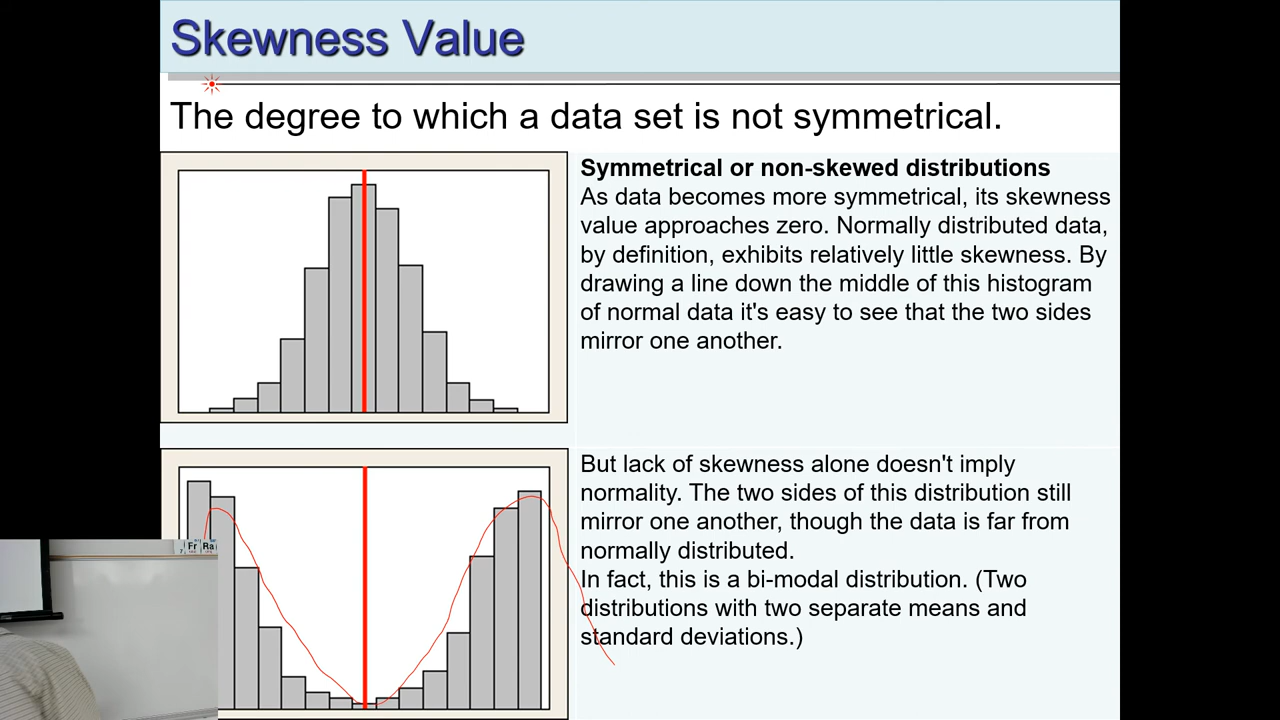 Skewness Value
The degree to which a data set is not symmetrical.
Symmetrical or non-skewed distributions
As data becomes more symmetrical, its skewness
value approaches zero. Normally distributed data,
by definition, exhibits relatively little skewness. By
drawing a line down the middle of this histogram
of normal data it's easy to see that the two sides
mirror one another.
But lack of skewness alone doesn't imply
normality. The two sides of this distribution still
mirror one another, though the data is far from
normally distributed.
In fact, this is a bi-modal distribution. (Two
distributions with two separate means and
standard deviations.)
Fr Ra